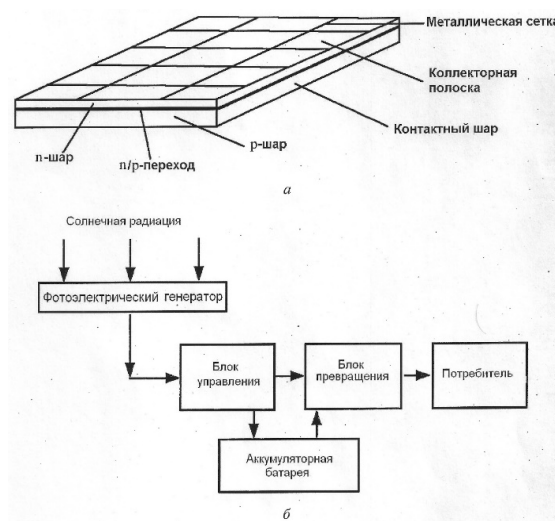 Металлическая сетка
Коллекторная
полоска
Контактный шар
р-шар
n-шар
n/p-переход
а
Солнечная радиация
Фотоэлектрический генератор
Блок
управления
Блок
превращения
Потребитель
Аккумуляторная
батарея
б